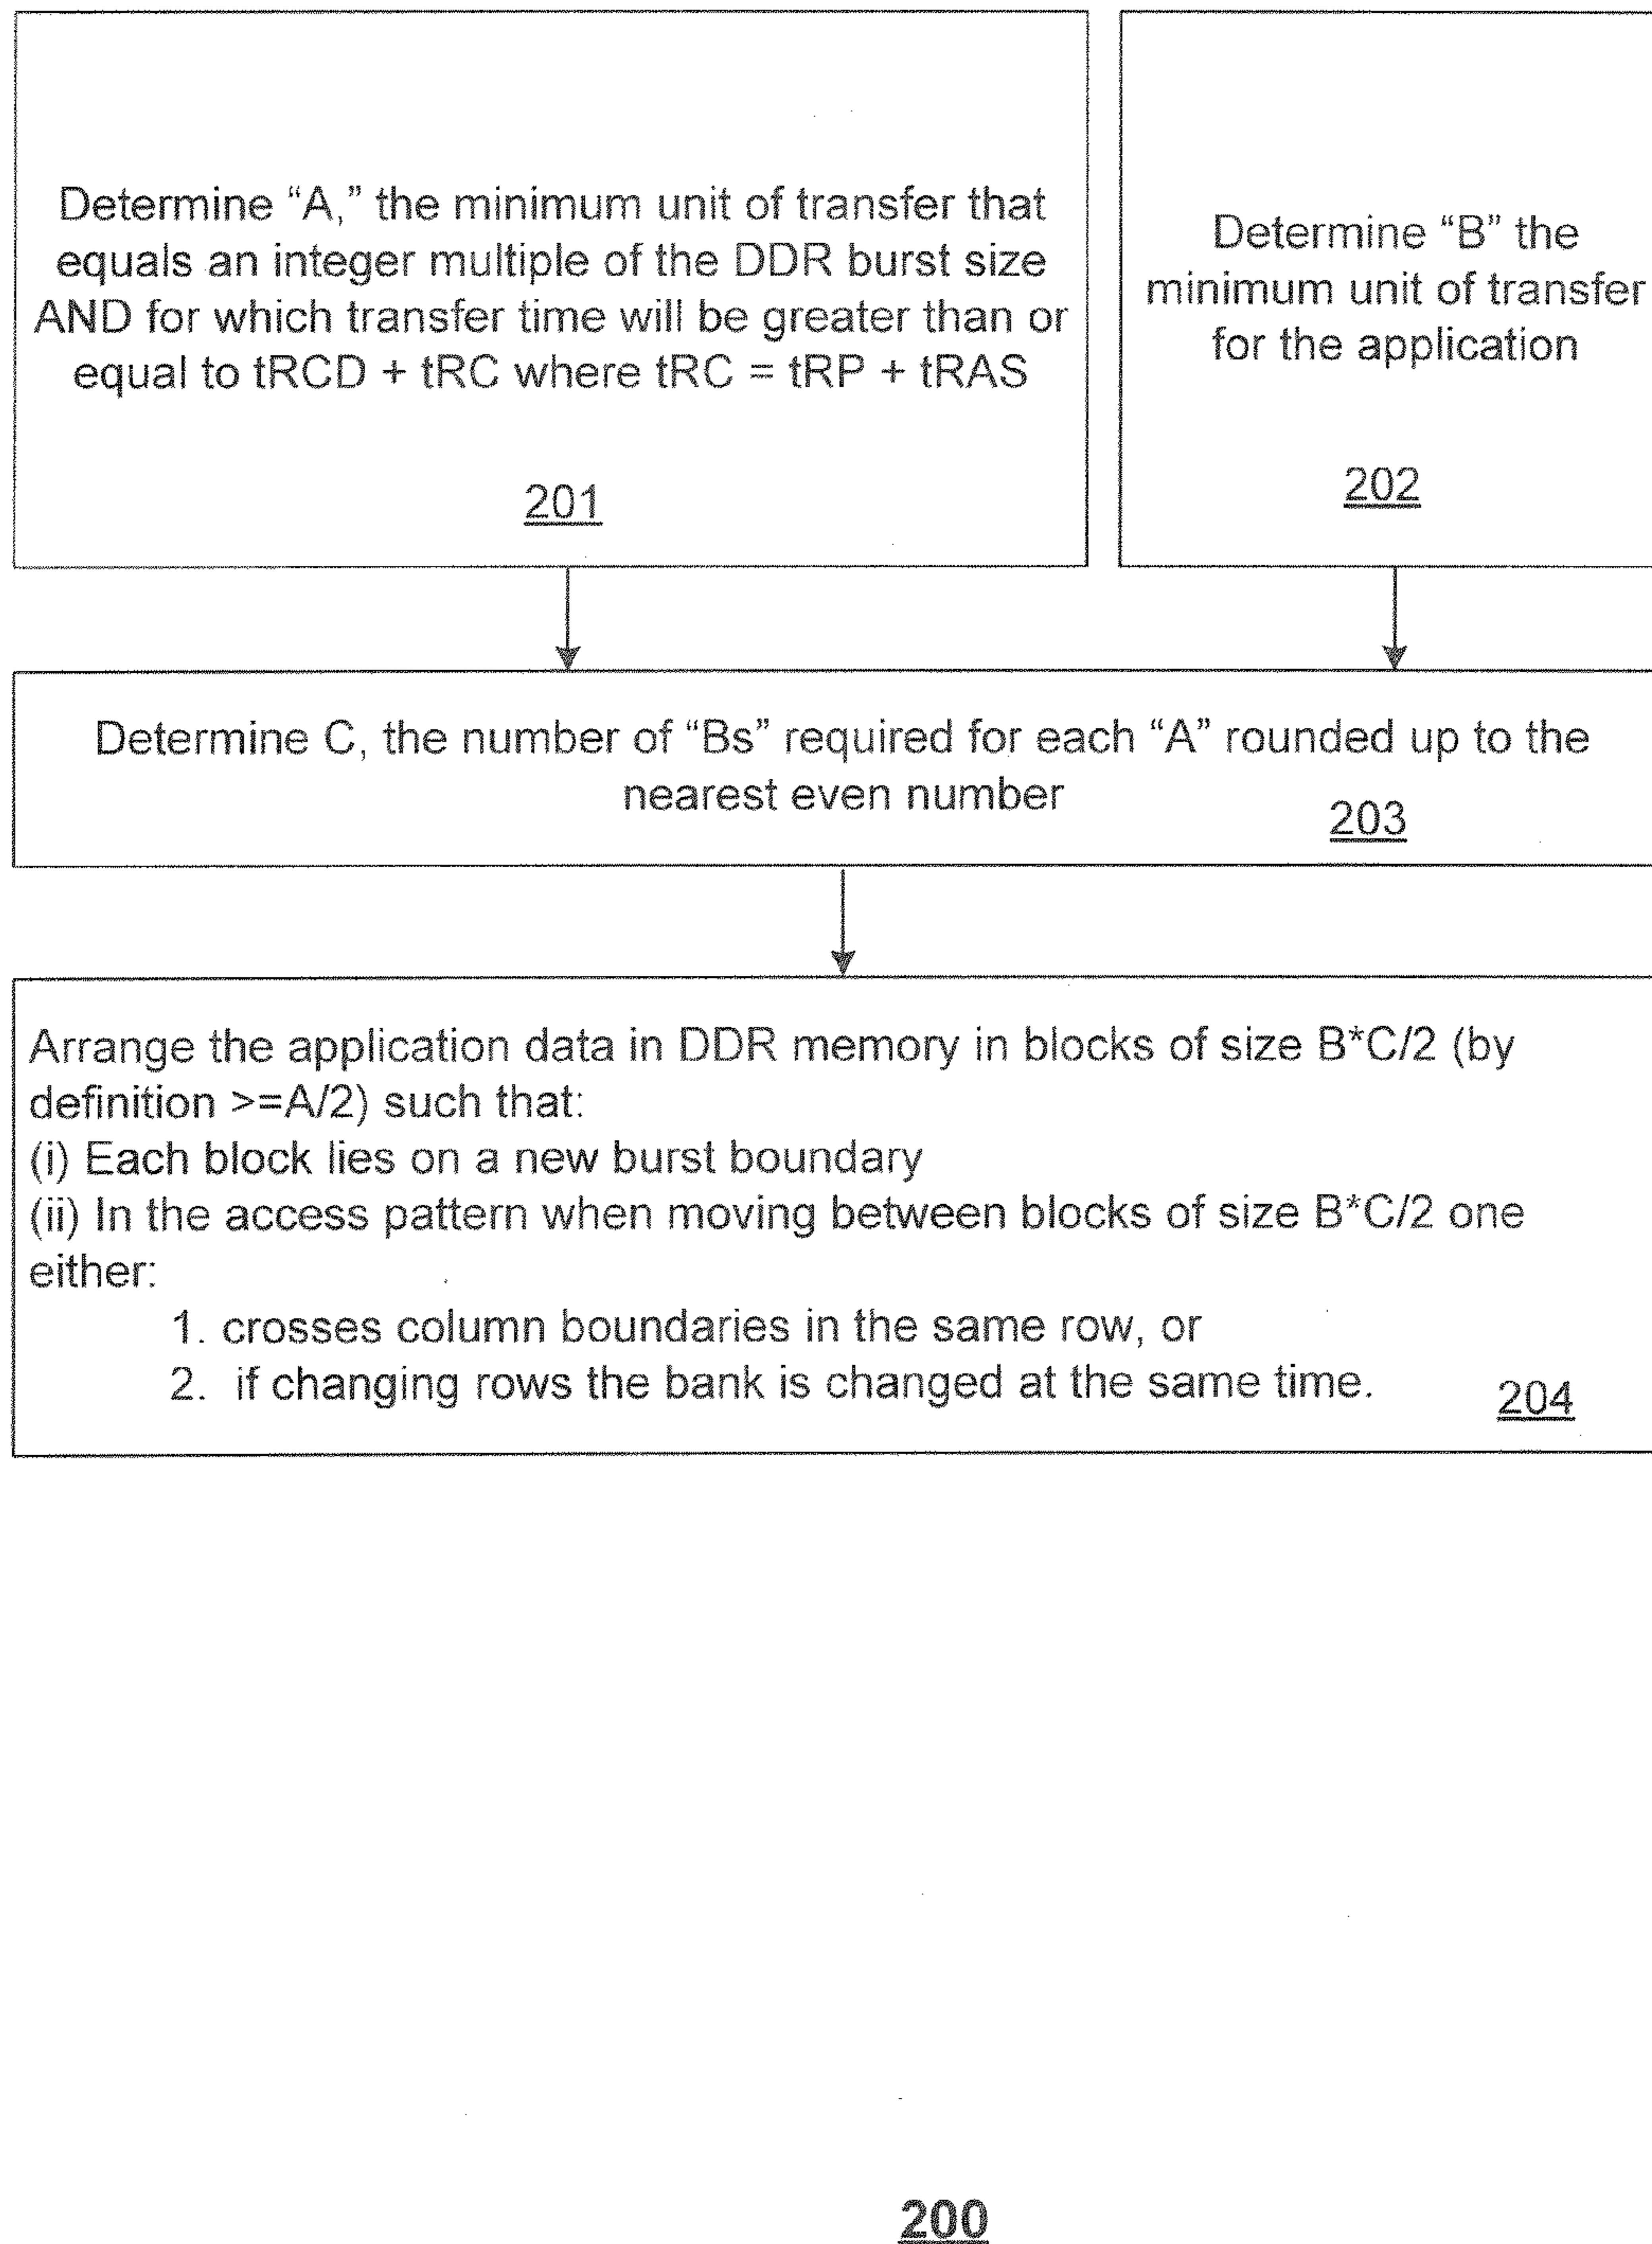 Determine “A,” the minimum unit of transfer that
equals an integer multiple of the DDR burst size
AND for which transfer time will be greater than or
equal to tRCD + tRC where tRC = tRP + tRAS
201
Determine “B” the
minimum unit of transfer
for the application
202
Determine C, the number of “Bs” required for each “A” rounded up to the
nearest even number
203
Arrange the application data in DDR memory in blocks of size B*C/2 (by
definition >=A/2) such that:
(i) Each block lies on a new burst boundary
(ii) In the access pattern when moving between blocks of size B*C/2 one
either:
1. crosses column boundaries in the same row, or
2. if changing rows the bank is changed at the same time.
204
200